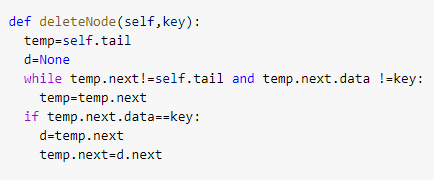 def deleteNode(self,key):
  temp=self.tail
  d=None
  while temp.next!=self.tail and temp.next.data !=key:
    temp=temp.next
  if temp.next.data==key:
    d=temp.next
    temp.next=d.next